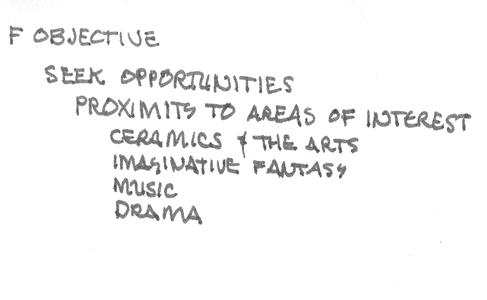 F OBJECTIVE
SEEK OPPORTUNITIES
PROXIMITY TO AREAS OF INTEREST
CERAMICS & THE ARTS
IMAGINATIVE FANTASY
MUSIC
DRAMA